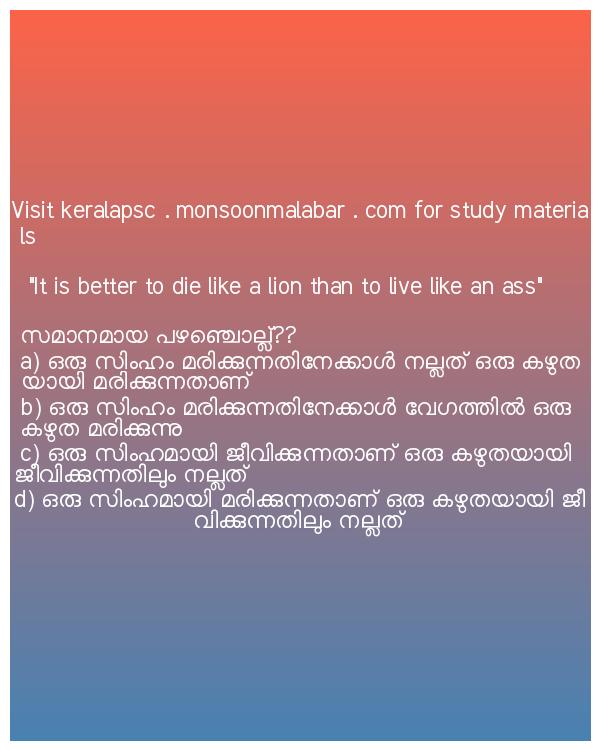 Visit keralapsc . monsoonmalabar . com for study materia
ls
"It is better to die like a lion than to live like an ass"
സമാനമായ പഴഞ്ചൊല്ല്??
a) ഒരു സിംഹം മരിക്കുന്നതിനേക്കാൾ നല്ലത് ഒരു കഴുത
യായി മരിക്കുന്നതാണ്
b) ഒരു സിംഹം മരിക്കുന്നതിനേക്കാൾ വേഗത്തിൽ ഒരു
കഴുത മരിക്കുന്നു
c) ഒരു സിംഹമായി ജീവിക്കുന്നതാണ് ഒരു കഴുതയായി
ജീവിക്കുന്നതിലും നല്ലത്
d) ഒരു സിംഹമായി മരിക്കുന്നതാണ് ഒരു കഴുതയായി ജീ
വിക്കുന്നതിലും നല്ലത്